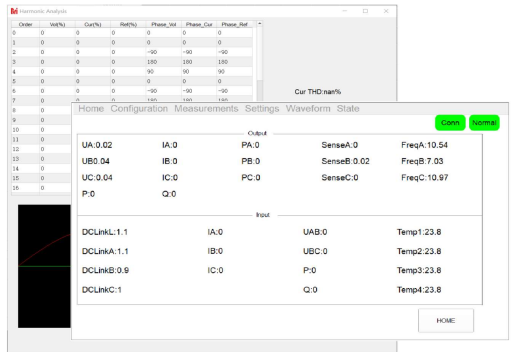 Harmonic Analysis
Order Vol(%) Cur(%) Ref(%) Phase_Vol Phase_Cur Phase_Ref
0 0 0 0 0 0 0
1 0 0 0 0 0 0
2 0 0 0 -90 -90 -90
3 0 0 0 180 180 180
4 0 0 0 90 90 90
5 0 0 0 0 0 0
6 0 0 0 -90 -90 -90
7 0 0 0 180 180 180
8 0
9 0
10 0
11 0
12 0
13 0
14 0
15 0
16 0
Cur THD:nan%
Home Configuration Measurements Settings Waveform State
Conn Normal
Output
UA:0.02 IA:0 PA:0 SenseA:0 FreqA:10.54
UB0.04 IB:0 PB:0 SenseB:0.02 FreqB:7.03
UC:0.04 IC:0 PC:0 SenseC:0 FreqC:10.97
P:0 Q:0
Input
DCLinkL:1.1 IA:0 UAB:0 Temp1:23.8
DCLinkA:1.1 IB:0 UBC:0 Temp2:23.8
DCLinkB:0.9 IC:0 P:0 Temp3:23.8
DCLinkC:1 Q:0 Temp4:23.8
HOME